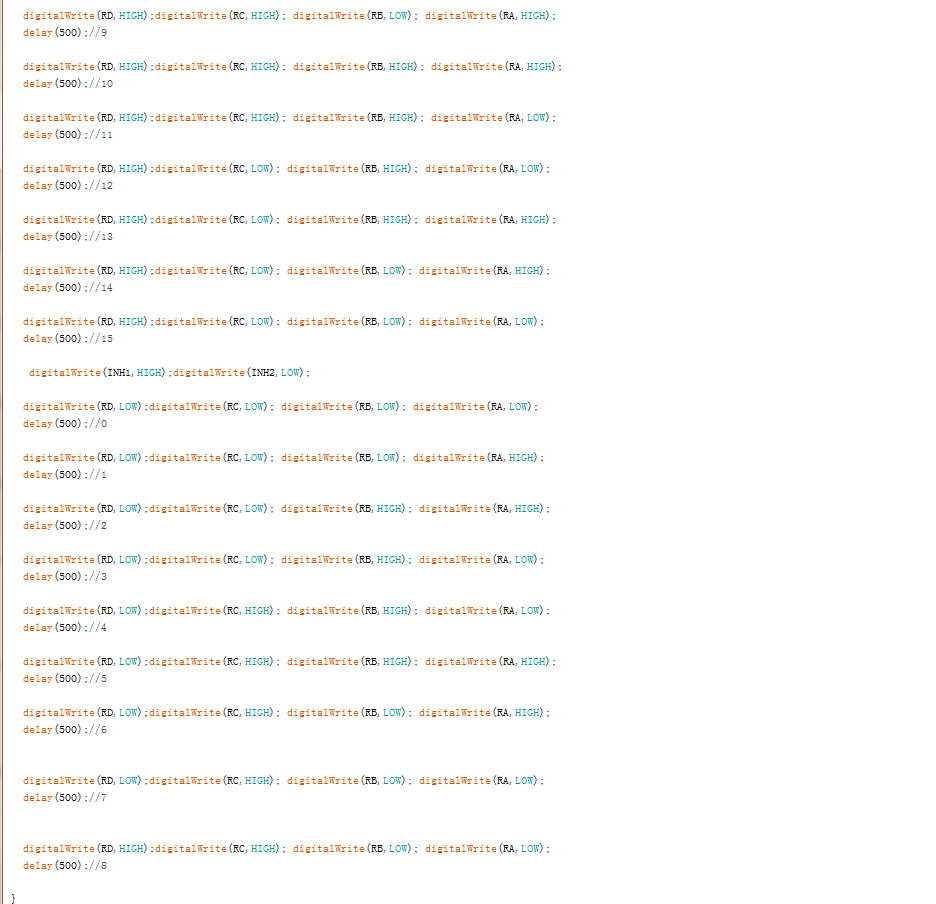 digitalWrite(RD, HIGH);digitalWrite(RC, HIGH); digitalWrite(RB, LOW); digitalWrite(RA, HIGH);
delay(500);//9
digitalWrite(RD, HIGH);digitalWrite(RC, HIGH); digitalWrite(RB, HIGH); digitalWrite(RA, HIGH);
delay(500);//10
digitalWrite(RD, HIGH);digitalWrite(RC, HIGH); digitalWrite(RB, HIGH); digitalWrite(RA, LOW);
delay(500);//11
digitalWrite(RD, HIGH);digitalWrite(RC, LOW); digitalWrite(RB, HIGH); digitalWrite(RA, LOW);
delay(500);//12
digitalWrite(RD, HIGH);digitalWrite(RC, LOW); digitalWrite(RB, HIGH); digitalWrite(RA, HIGH);
delay(500);//13
digitalWrite(RD, HIGH);digitalWrite(RC, LOW); digitalWrite(RB, LOW); digitalWrite(RA, HIGH);
delay(500);//14
digitalWrite(RD, HIGH);digitalWrite(RC, LOW); digitalWrite(RB, LOW); digitalWrite(RA, LOW);
delay(500);//15
digitalWrite(INH1, HIGH);digitalWrite(INH2, LOW);
digitalWrite(RD, LOW);digitalWrite(RC, LOW); digitalWrite(RB, LOW); digitalWrite(RA, LOW);
delay(500);//0
digitalWrite(RD, LOW);digitalWrite(RC, LOW); digitalWrite(RB, LOW); digitalWrite(RA, HIGH);
delay(500);//1
digitalWrite(RD, LOW);digitalWrite(RC, LOW); digitalWrite(RB, HIGH); digitalWrite(RA, HIGH);
delay(500);//2
digitalWrite(RD, LOW);digitalWrite(RC, LOW); digitalWrite(RB, HIGH); digitalWrite(RA, LOW);
delay(500);//3
digitalWrite(RD, LOW);digitalWrite(RC, HIGH); digitalWrite(RB, HIGH); digitalWrite(RA, LOW);
delay(500);//4
digitalWrite(RD, LOW);digitalWrite(RC, HIGH); digitalWrite(RB, HIGH); digitalWrite(RA, HIGH);
delay(500);//5
digitalWrite(RD, LOW);digitalWrite(RC, HIGH); digitalWrite(RB, LOW); digitalWrite(RA, HIGH);
delay(500);//6
digitalWrite(RD, LOW);digitalWrite(RC, HIGH); digitalWrite(RB, LOW); digitalWrite(RA, LOW);
delay(500);//7
digitalWrite(RD, HIGH);digitalWrite(RC, HIGH); digitalWrite(RB, LOW); digitalWrite(RA, LOW);
delay(500);//8
}